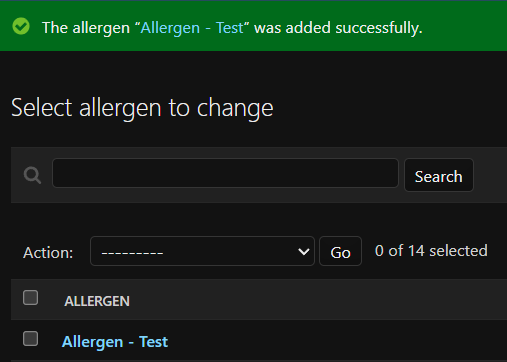 The allergen “Allergen - Test” was added successfully.
Select allergen to change
Search
Action: --------- Go 0 of 14 selected
ALLERGEN
Allergen - Test